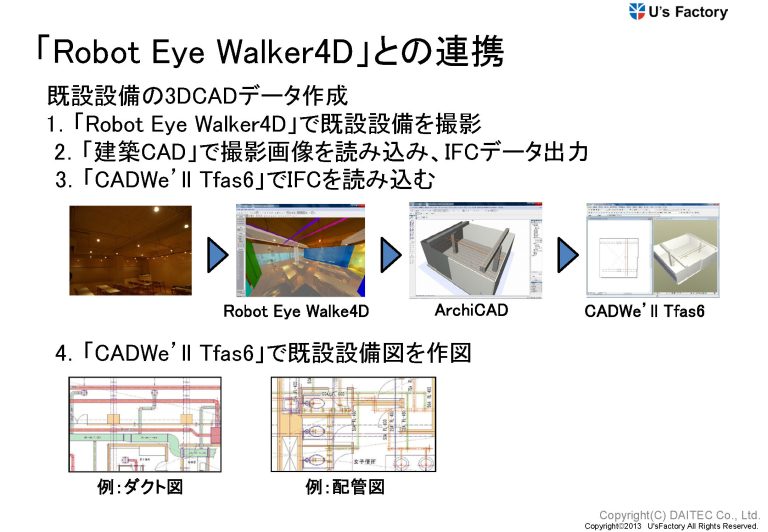 U's Factory
「Robot Eye Walker4D」との連携
既設設備の3DCADデータ作成
1. 「Robot Eye Walker4D」で既設設備を撮影
2. 「建築CAD」で撮影画像を読み込み、IFCデータ出力
3. 「CADWe'll Tfas6」でIFCを読み込む
Robot Eye Walke4D
ArchiCAD
CADWe'll Tfas6
4. 「CADWe'll Tfas6」で既設設備図を作図
女子便所
例：ダクト図
例：配管図
Copyright(C) DAITEC Co., Ltd.
Copyright©2013 U'sFactory All Rights Reserved.